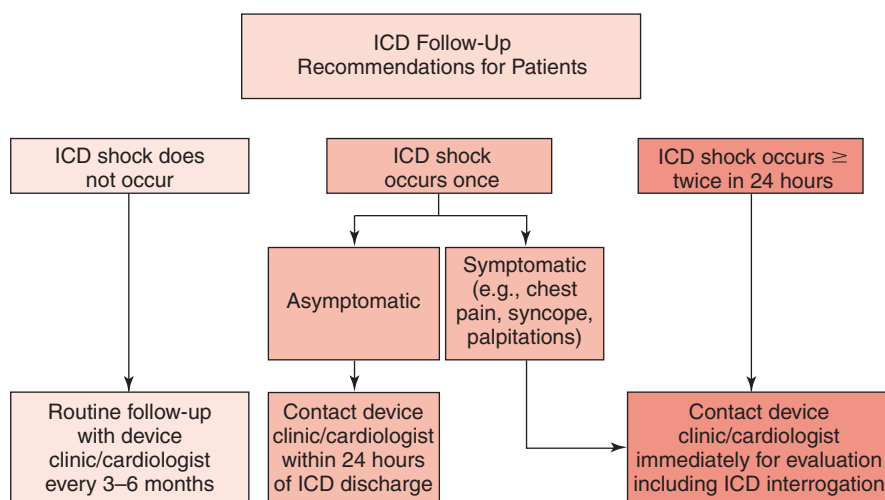 ICD Follow-Up
Recommendations for Patients
ICD shock does
not occur
ICD shock
occurs once
ICD shock occurs ≥
twice in 24 hours
Asymptomatic
Symptomatic
(e.g., chest
pain, syncope,
palpitations)
Routine follow-up
with device
clinic/cardiologist
every 3–6 months
Contact device
clinic/cardiologist
within 24 hours
of ICD discharge
Contact device
clinic/cardiologist
immediately for evaluation
including ICD interrogation